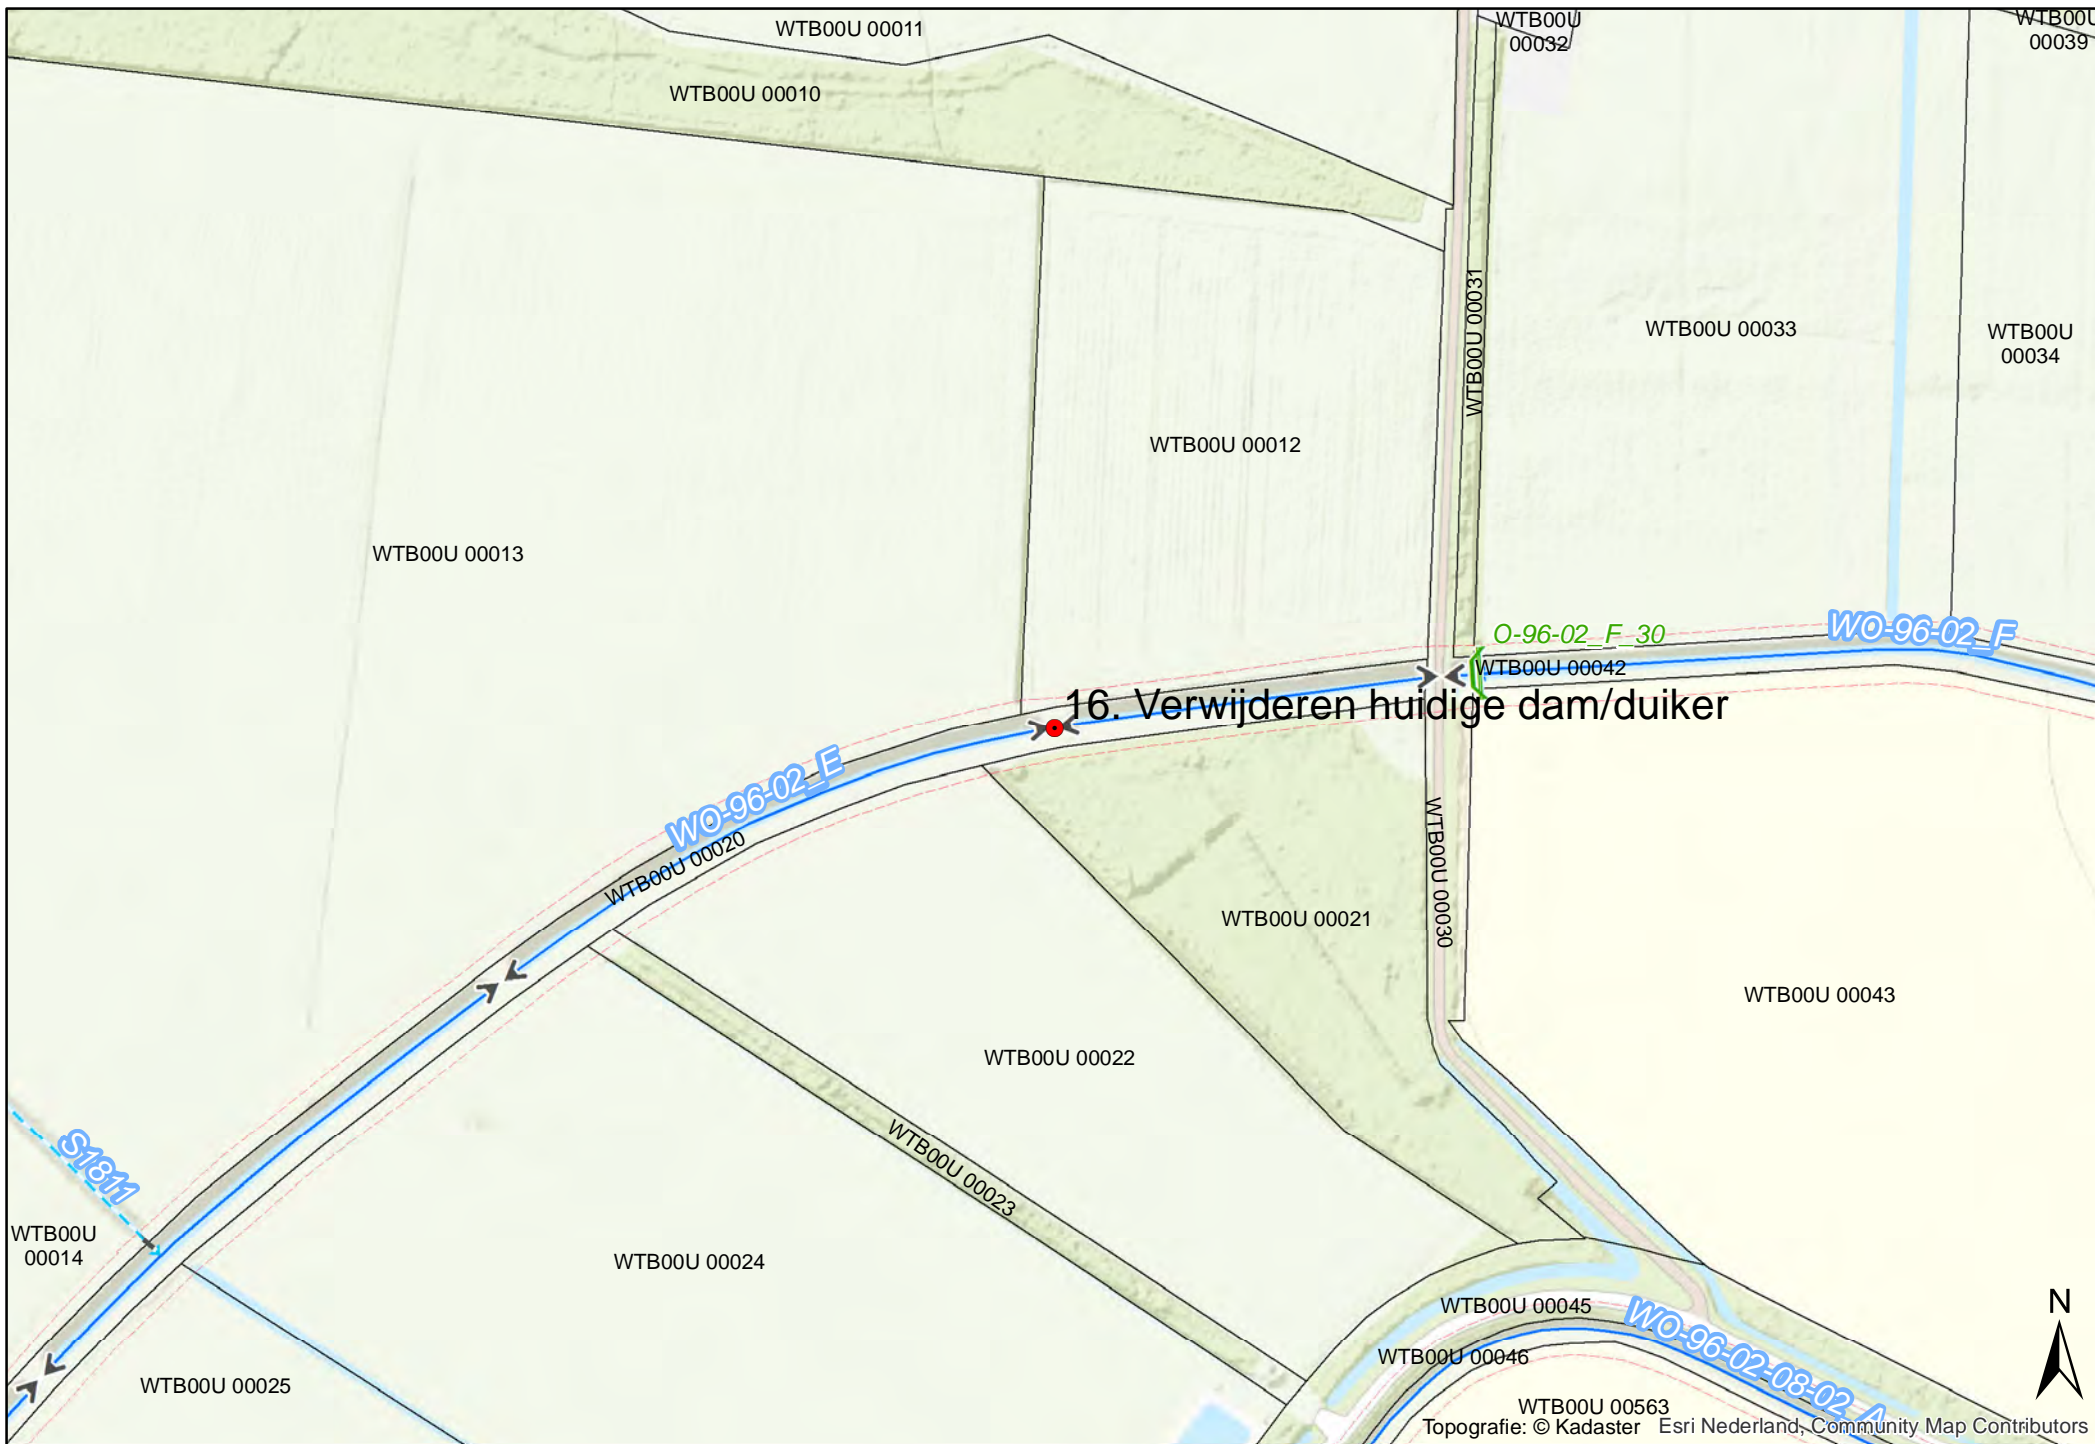 WTB00U 00011
WTB00U
00032
WTB00U
00039
WTB00U 00010
WTB00U 00031
WTB00U 00033
WTB00U
00034
WTB00U 00012
WTB00U 00013
O-96-02_F_30
WO-96-02_F
WTB00U 00042
16. Verwijderen huidige dam/duiker
WO-96-02_E
WTB00U 00020
WTB00U 00030
WTB00U 00021
WTB00U 00043
WTB00U 00022
S1811
WTB00U 00023
WTB00U
00014
WTB00U 00024
N
WTB00U 00045
WO-96-02-08-02_A
WTB00U 00046
WTB00U 00025
WTB00U 00563
Topografie: © Kadaster Esri Nederland, Community Map Contributors